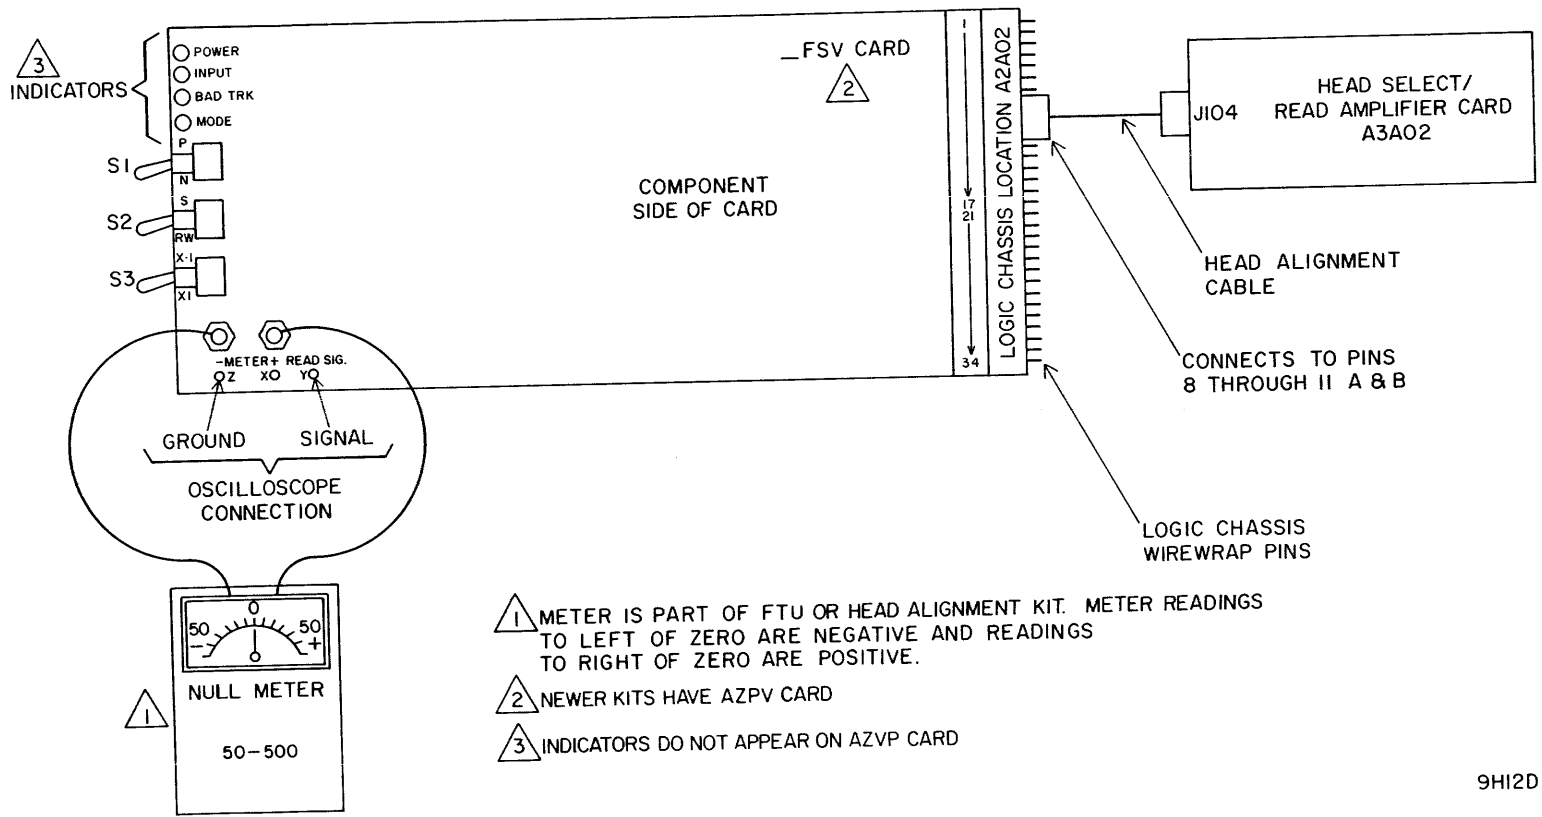 3
INDICATORS
POWER
INPUT
BAD TRK
MODE
P
S1
N
S
S2
RW
X-1
S3
X1
-METER+ READ SIG.
Z X Y
GROUND SIGNAL
OSCILLOSCOPE
CONNECTION
_FSV CARD
2
COMPONENT
SIDE OF CARD
1
17
21
34
LOGIC CHASSIS LOCATION A2A02
J104
HEAD SELECT/
READ AMPLIFIER CARD
A3A02
HEAD ALIGNMENT
CABLE
CONNECTS TO PINS
8 THROUGH 11 A & B
LOGIC CHASSIS
WIREWRAP PINS
0
50 50
- +
NULL METER
50-500
1
1 METER IS PART OF FTU OR HEAD ALIGNMENT KIT. METER READINGS
TO LEFT OF ZERO ARE NEGATIVE AND READINGS
TO RIGHT OF ZERO ARE POSITIVE.
2 NEWER KITS HAVE AZPV CARD
3 INDICATORS DO NOT APPEAR ON AZVP CARD
9H12D